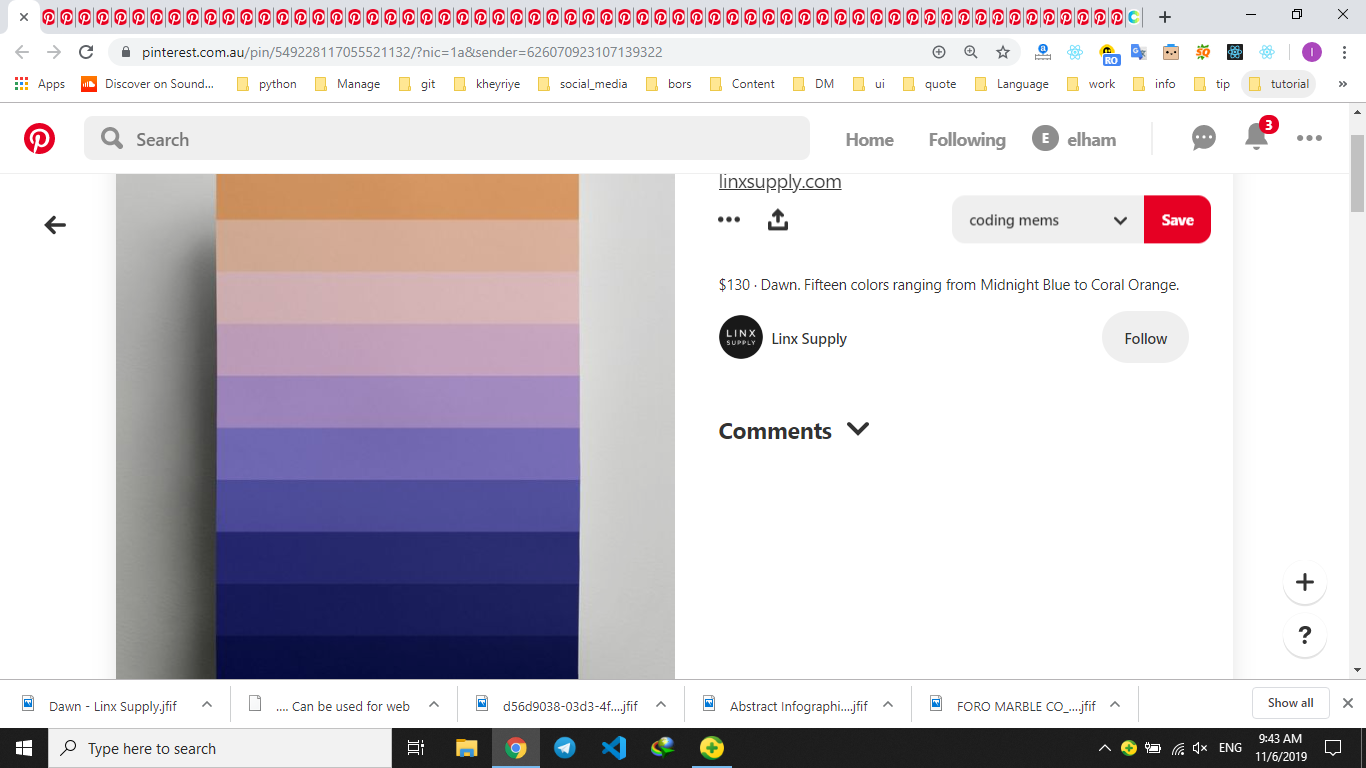 pinterest.com.au/pin/549228117055521132/?nic=1a&sender=626070923107139322
RO
I
Apps
Discover on Soun...
python
Manage
git
kheyriye
social_media
bors
Content
DM
ui
quote
Language
work
info
tip
tutorial
»
Search
Home
Following
E
elham
3
linxsupply.com
coding mems
Save
$130 · Dawn. Fifteen colors ranging from Midnight Blue to Coral Orange.
LINX
SUPPLY
Linx Supply
Follow
Comments
+
?
Dawn - Linx Supply.jfif
.... Can be used for web
d56d9038-03d3-4f....jfif
Abstract Infographi....jfif
FORO MARBLE CO_....jfif
Show all
Type here to search
ENG
9:43 AM
11/6/2019